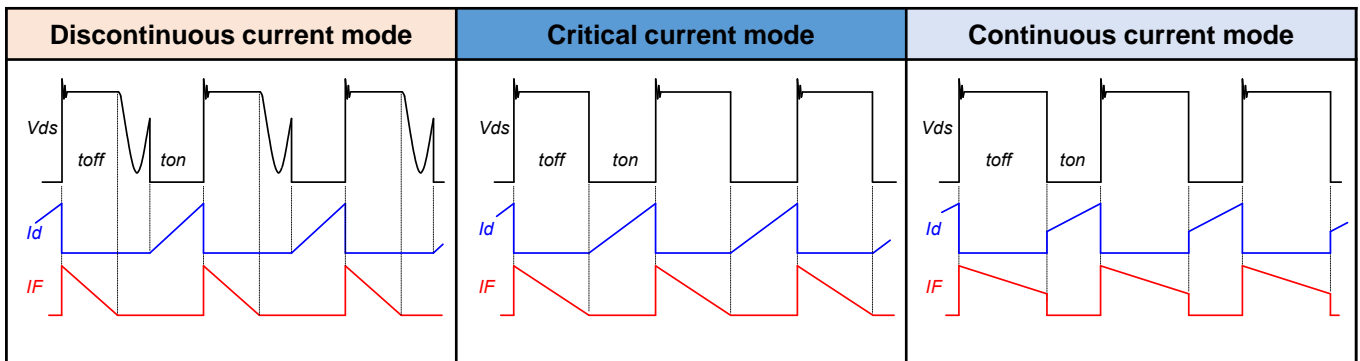 Discontinuous current mode
Vds
toff
ton
Id
IF
Critical current mode
Vds
toff
ton
Id
IF
Continuous current mode
Vds
toff
ton
Id
IF